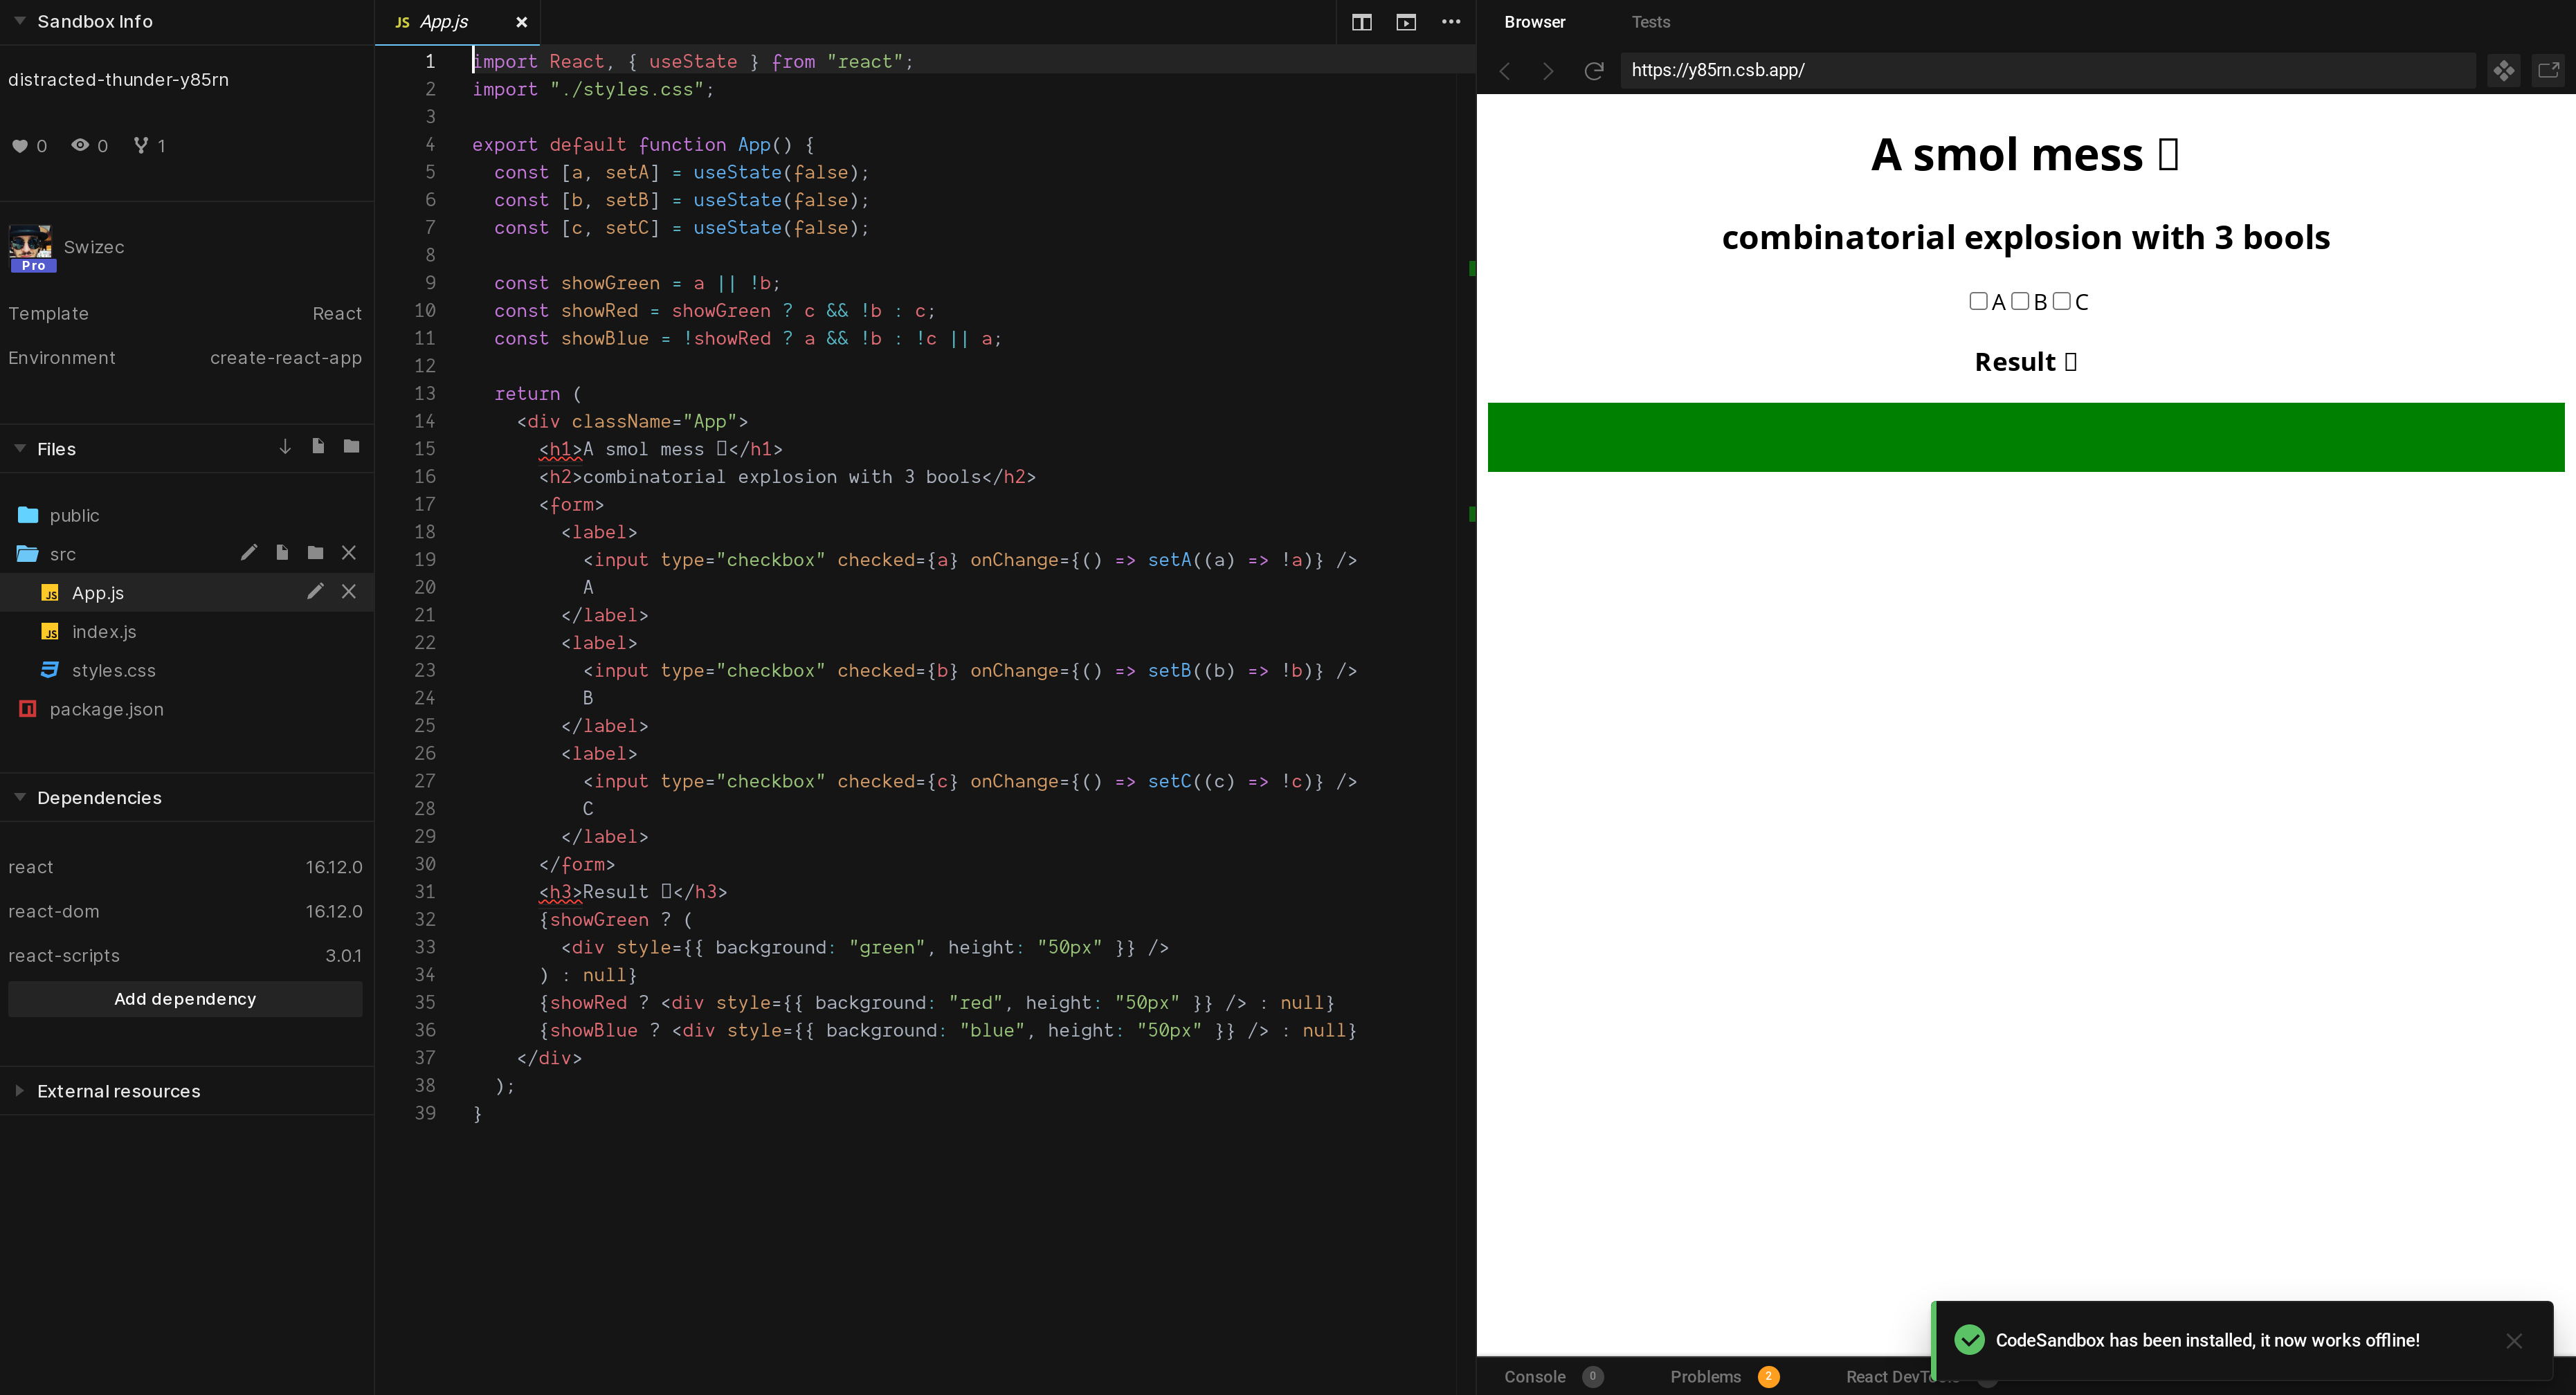 Sandbox Info
distracted-thunder-y85rn
0 0 1
Swizec
Pro
Template React
Environment create-react-app
Files
public
src
App.js
index.js
styles.css
package.json
Dependencies
react 16.12.0
react-dom 16.12.0
react-scripts 3.0.1
Add dependency
External resources
JS App.js
1 import React, { useState } from "react";
2 import "./styles.css";
3
4 export default function App() {
5 const [a, setA] = useState(false);
6 const [b, setB] = useState(false);
7 const [c, setC] = useState(false);
8
9 const showGreen = a || !b;
10 const showRed = showGreen ? c && !b : c;
11 const showBlue = !showRed ? a && !b : !c || a;
12
13 return (
14 <div className="App">
15 <h1>A smol mess </h1>
16 <h2>combinatorial explosion with 3 bools</h2>
17 <form>
18 <label>
19 <input type="checkbox" checked={a} onChange={() => setA((a) => !a)} />
20 A
21 </label>
22 <label>
23 <input type="checkbox" checked={b} onChange={() => setB((b) => !b)} />
24 B
25 </label>
26 <label>
27 <input type="checkbox" checked={c} onChange={() => setC((c) => !c)} />
28 C
29 </label>
30 </form>
31 <h3>Result </h3>
32 {showGreen ? (
33 <div style={{ background: "green", height: "50px" }} />
34 ) : null}
35 {showRed ? <div style={{ background: "red", height: "50px" }} /> : null}
36 {showBlue ? <div style={{ background: "blue", height: "50px" }} /> : null}
37 </div>
38 );
39 }
Browser Tests
https://y85rn.csb.app/
A smol mess
combinatorial explosion with 3 bools
A B C
Result
CodeSandbox has been installed, it now works offline!
Console 0 Problems 2 React DevT